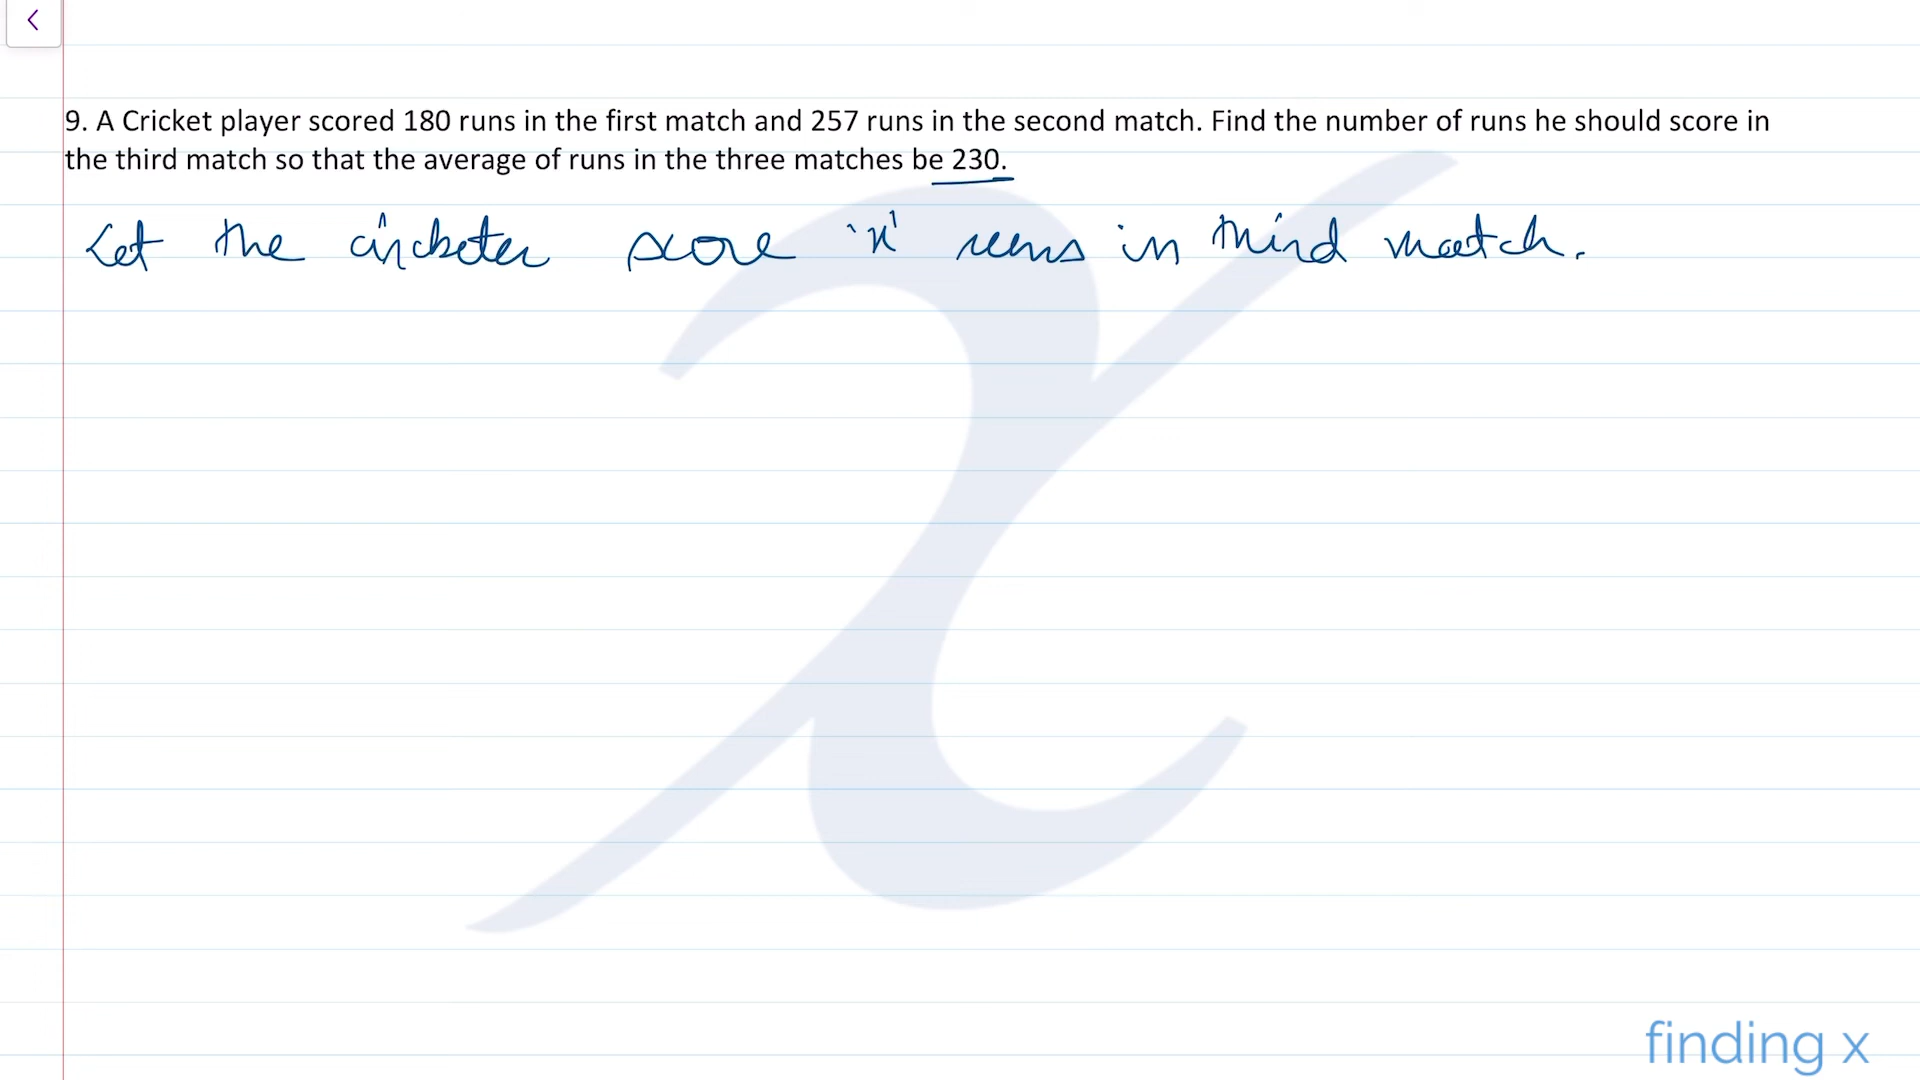 9. A Cricket player scored 180 runs in the first match and 257 runs in the second match. Find the number of runs he should score in
the third match so that the average of runs in the three matches be 230.
Let the cricketer score 'x' runs in third match.
finding x